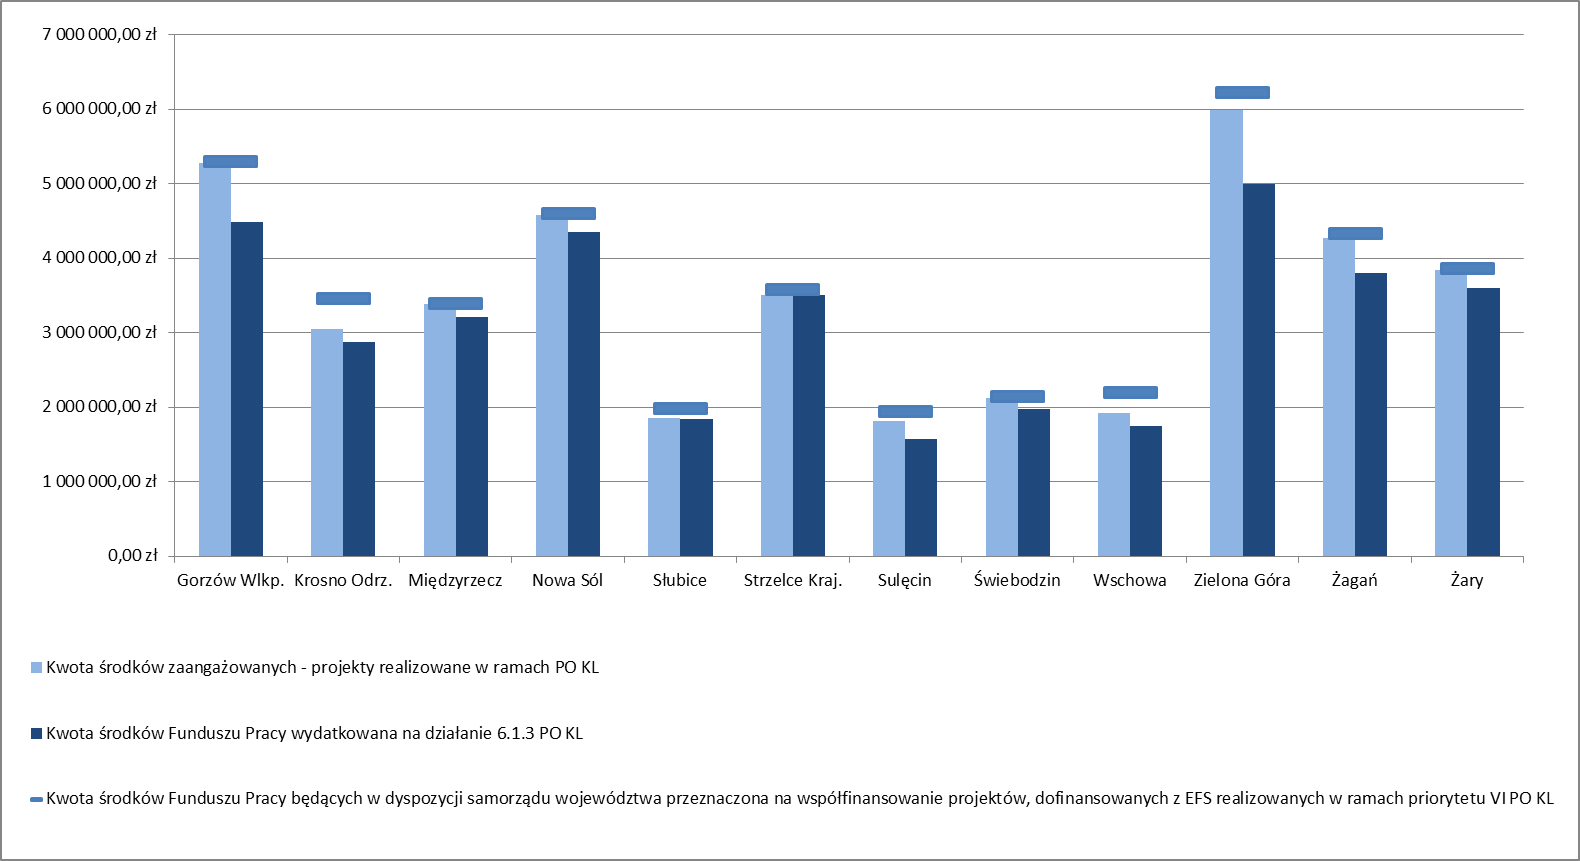 7 000 000,00 zł
6 000 000,00 zł
5 000 000,00 zł
4 000 000,00 zł
3 000 000,00 zł
2 000 000,00 zł
1 000 000,00 zł
0,00 zł
Gorzów Wlkp. Krosno Odrz. Międzyrzecz Nowa Sól Słubice Strzelce Kraj. Sulęcin Świebodzin Wschowa Zielona Góra Żagań Żary
Kwota środków zaangażowanych - projekty realizowane w ramach PO KL
Kwota środków Funduszu Pracy wydatkowana na działanie 6.1.3 PO KL
Kwota środków Funduszu Pracy będących w dyspozycji samorządu województwa przeznaczona na współfinansowanie projektów, dofinansowanych z EFS realizowanych w ramach priorytetu VI PO KL